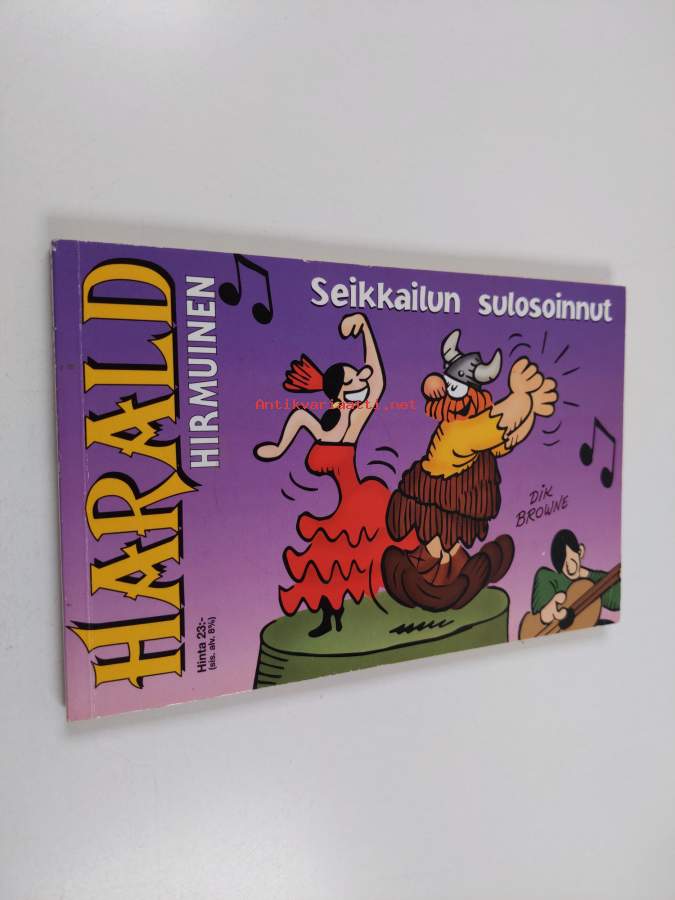 HARALD
HIRMUINEN
Seikkailun sulosoinnut
Antikvariaatti.net
DIK
BROWNE
Hinta 23:-
(sis. alv. 8%)